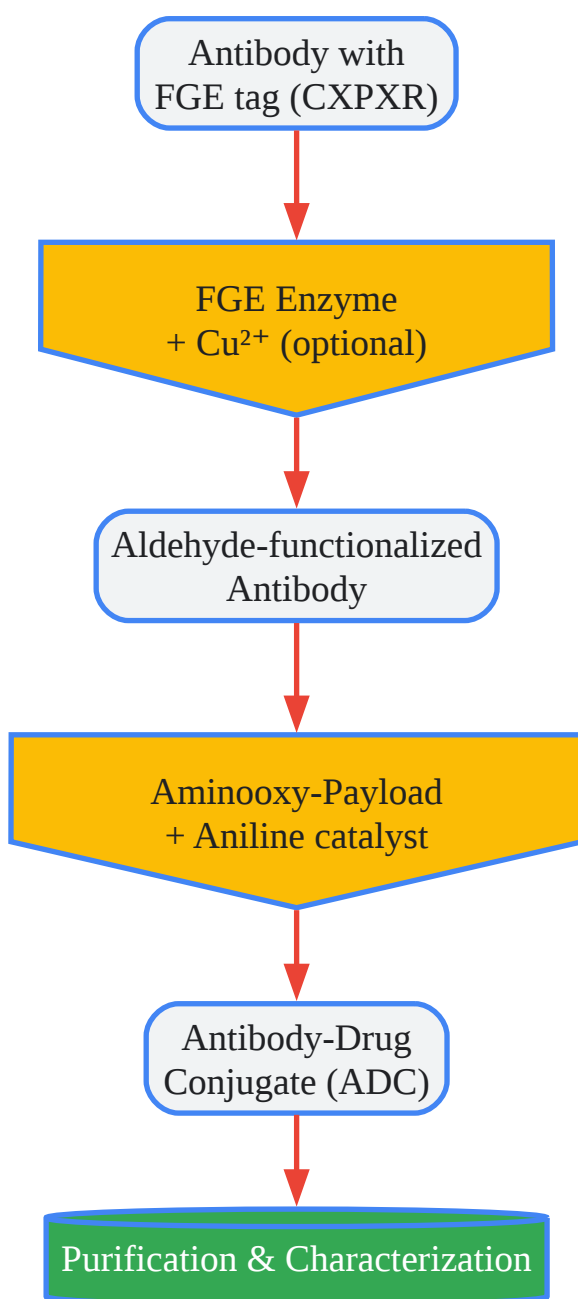 Antibody with
FGE tag (CXPXR)
FGE Enzyme
+ Cu²⁺ (optional)
Aldehyde-functionalized
Antibody
Aminooxy-Payload
+ Aniline catalyst
Antibody-Drug
Conjugate (ADC)
Purification & Characterization